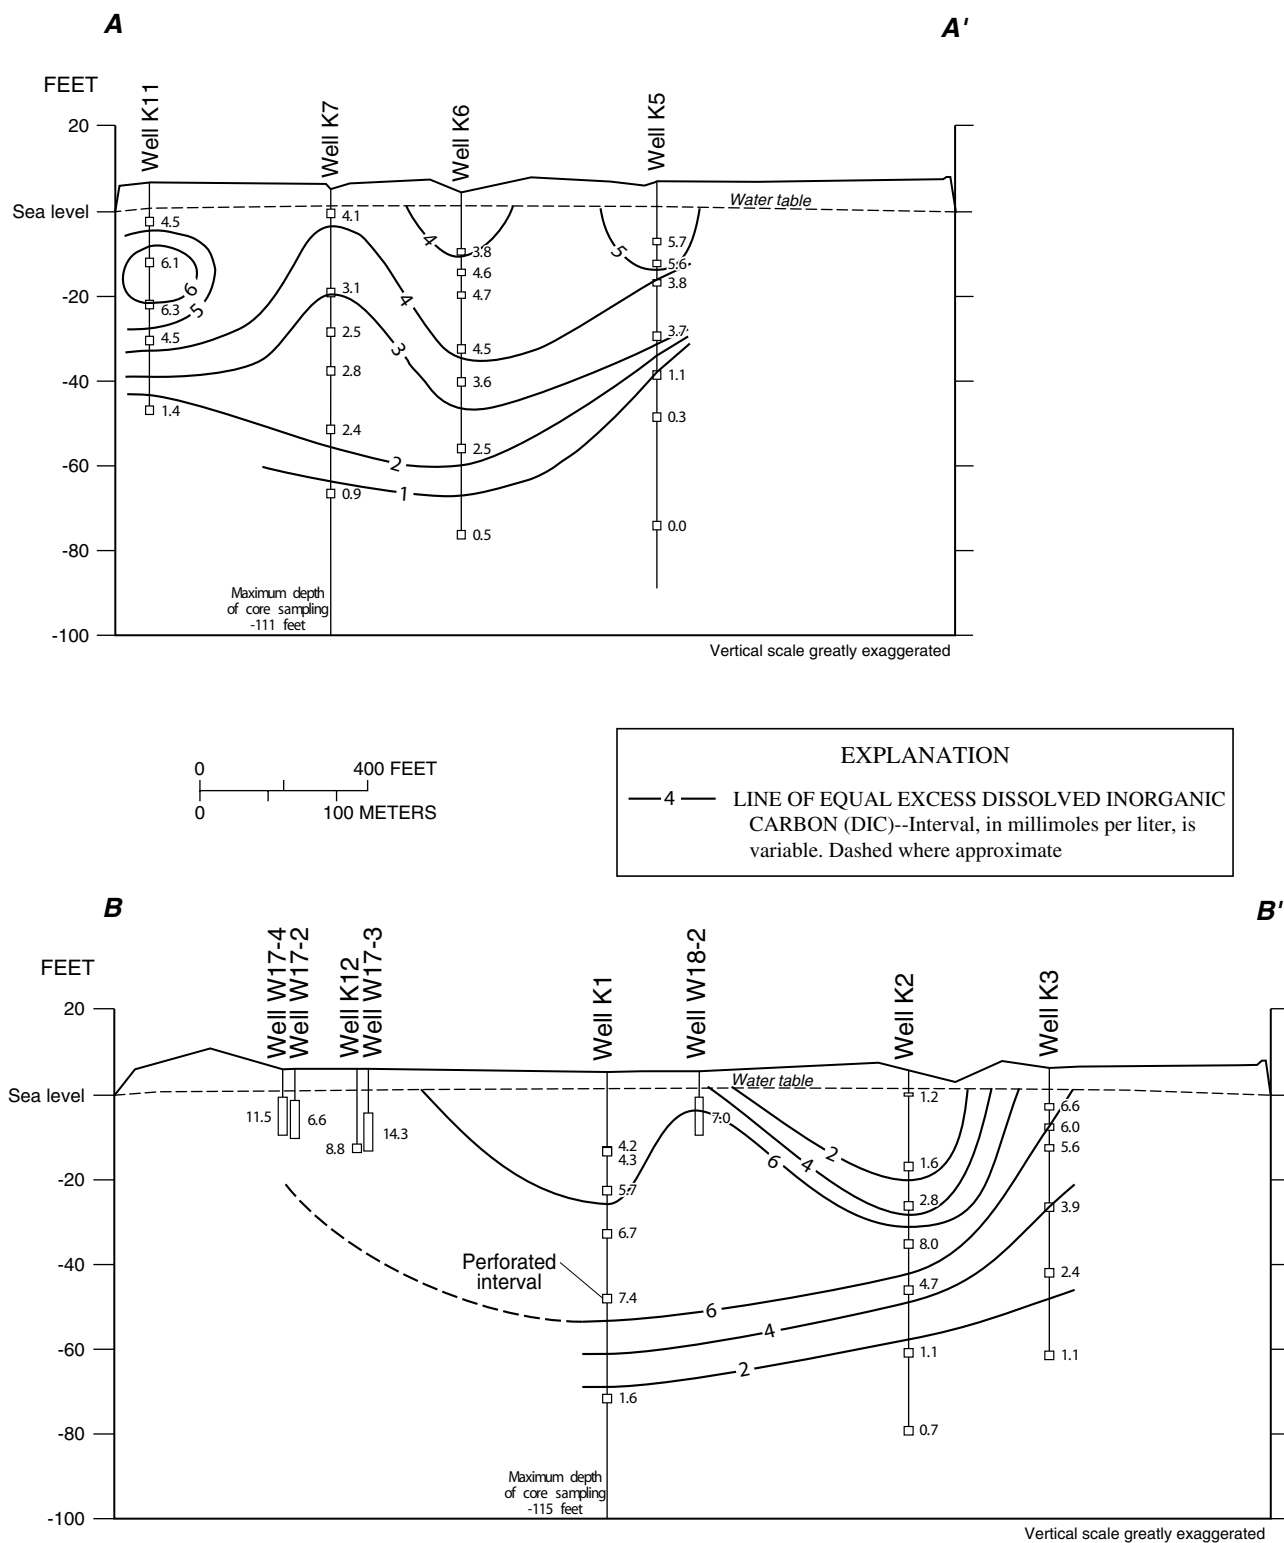 A
A'
FEET
Well K11
Well K7
Well K6
Well K5
20
Sea level
-20
-40
-60
-80
-100
Water table
4.5
6.1
6.3
4.5
1.4
6
5
4.1
3.1
2.5
2.8
2.4
0.9
4
3
2
1
4
3.8
4.6
4.7
4.5
3.6
2.5
0.5
5
5.7
5.6
3.8
3.7
1.1
0.3
0.0
Maximum depth
of core sampling
-111 feet
Vertical scale greatly exaggerated
0 400 FEET
0 100 METERS
EXPLANATION
4 LINE OF EQUAL EXCESS DISSOLVED INORGANIC
CARBON (DIC)--Interval, in millimoles per liter, is
variable. Dashed where approximate
B
B'
FEET
Well W17-4
Well W17-2
Well K12
Well W17-3
Well K1
Well W18-2
Well K2
Well K3
20
Sea level
-20
-40
-60
-80
-100
Water table
11.5
6.6
8.8
14.3
4.2
4.3
5.7
6.7
7.4
1.6
Perforated
interval
7.0
2
4
6
1.2
1.6
2.8
8.0
4.7
1.1
0.7
6.6
6.0
5.6
3.9
2.4
1.1
6
4
2
Maximum depth
of core sampling
-115 feet
Vertical scale greatly exaggerated